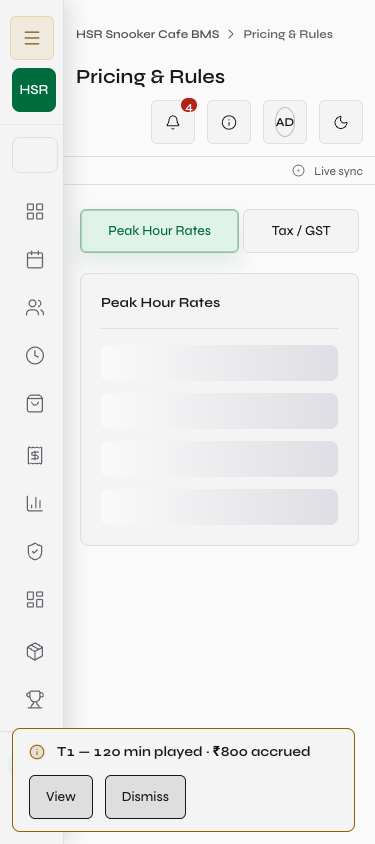 HSR
HSR Snooker Cafe BMS > Pricing & Rules
Pricing & Rules
4
AD
Live sync
Peak Hour Rates
Tax / GST
Peak Hour Rates
T1 — 120 min played · ₹800 accrued
View
Dismiss